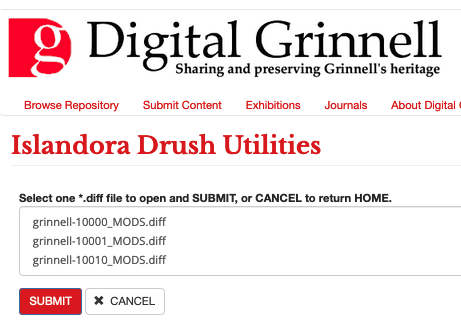 g Digital Grinnell
Sharing and preserving Grinnell's heritage
Browse Repository Submit Content Exhibitions Journals About Digital
Islandora Drush Utilities
Select one *.diff file to open and SUBMIT, or CANCEL to return HOME.
grinnell-10000_MODS.diff
grinnell-10001_MODS.diff
grinnell-10010_MODS.diff
SUBMIT ✖ CANCEL